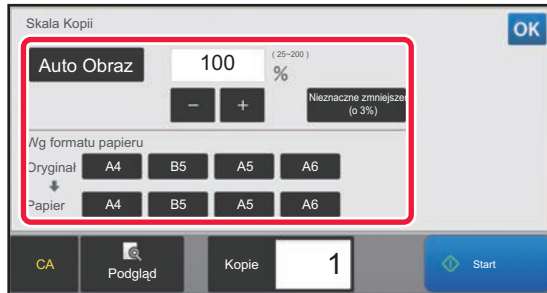 Skala Kopii
OK
Auto Obraz
100
(25~200)
%
−
+
Nieznaczne zmniejszen
(o 3%)
Wg formatu papieru
Oryginał
A4 B5 A5 A6
Papier
A4 B5 A5 A6
CA
Podgląd
Kopie
1
Start